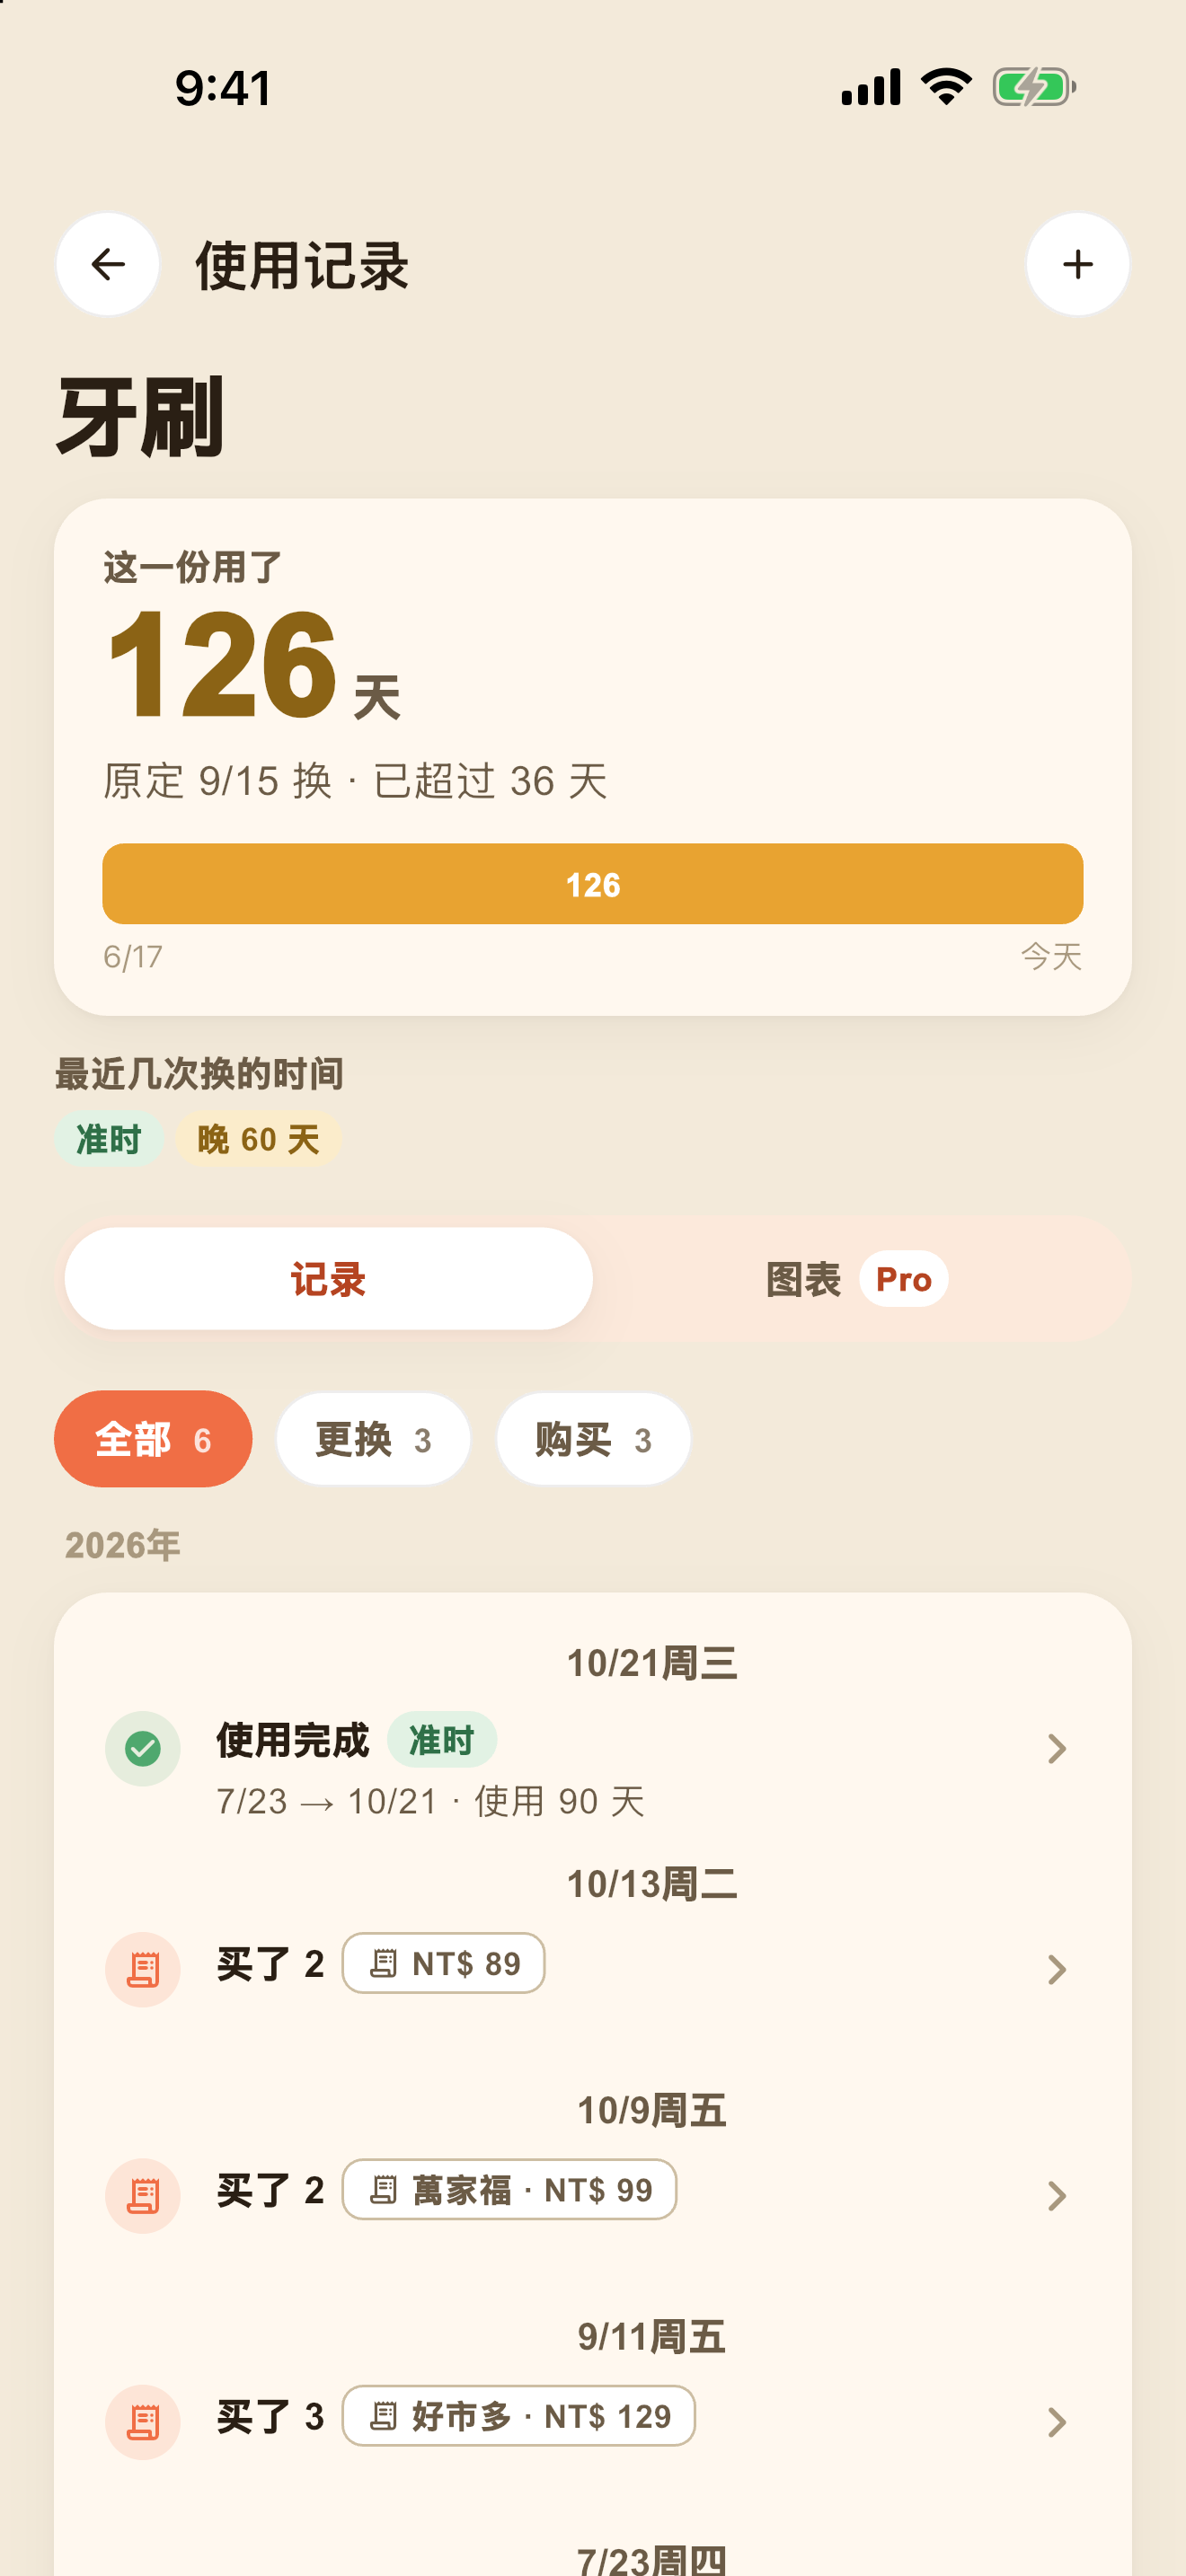 9:41
使用记录
牙刷
这一份用了
126 天
原定 9/15 换 · 已超过 36 天
126
6/17 今天
最近几次换的时间
准时 晚 60 天
记录 图表 Pro
全部 6 更换 3 购买 3
2026年
10/21周三
使用完成 准时
7/23 → 10/21 · 使用 90 天
10/13周二
买了 2 NT$ 89
10/9周五
买了 2 萬家福 · NT$ 99
9/11周五
买了 3 好市多 · NT$ 129
7/23周四